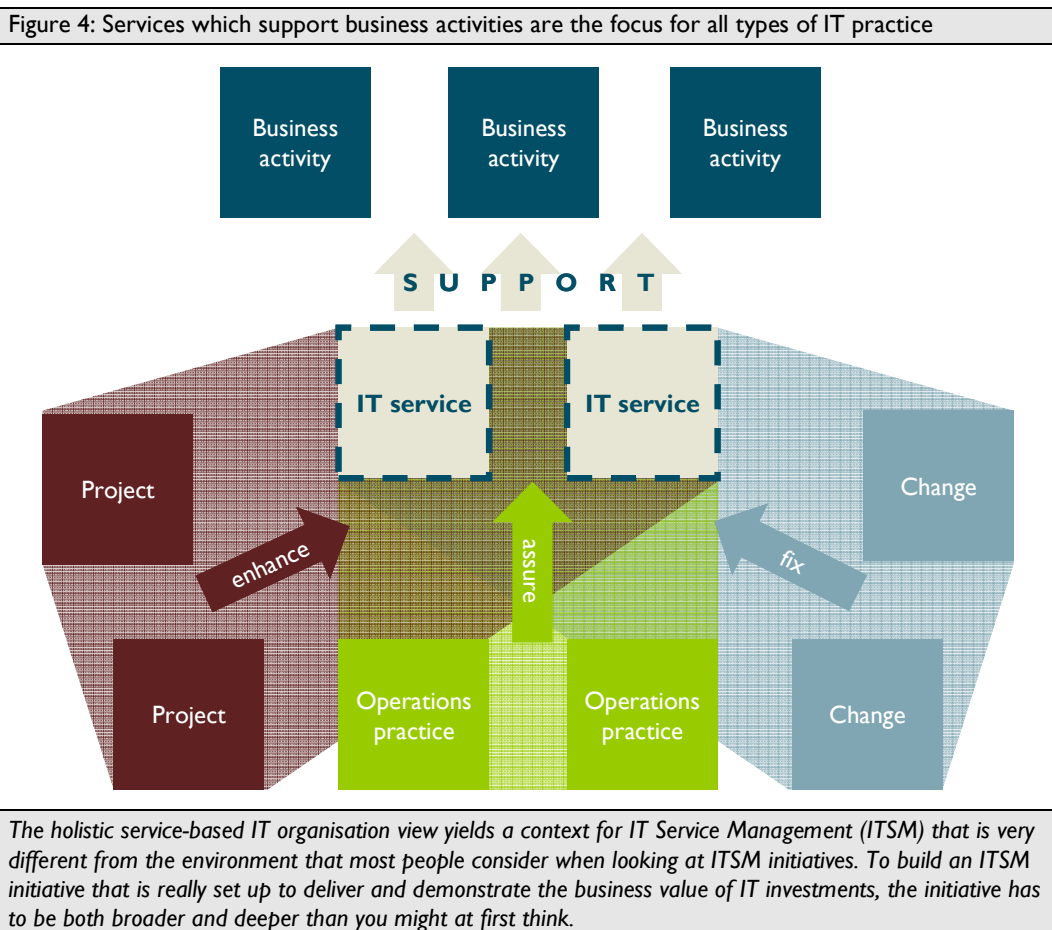 Figure 4: Services which support business activities are the focus for all types of IT practice
Business
activity
Business
activity
Business
activity
S U P P O R T
IT service
IT service
Project
Change
enhance
assure
fix
Project
Operations
practice
Operations
practice
Change
The holistic service-based IT organisation view yields a context for IT Service Management (ITSM) that is very
different from the environment that most people consider when looking at ITSM initiatives. To build an ITSM
initiative that is really set up to deliver and demonstrate the business value of IT investments, the initiative has
to be both broader and deeper than you might at first think.